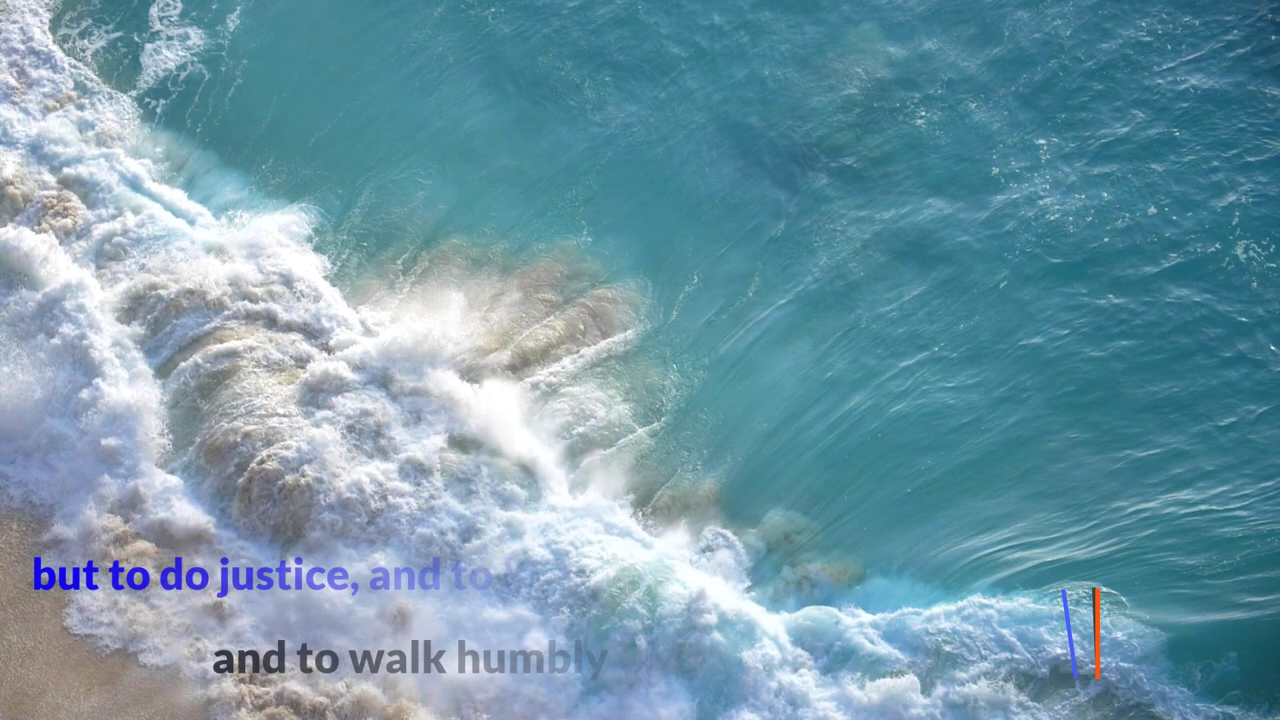 but to do justice, and to
and to walk humbly